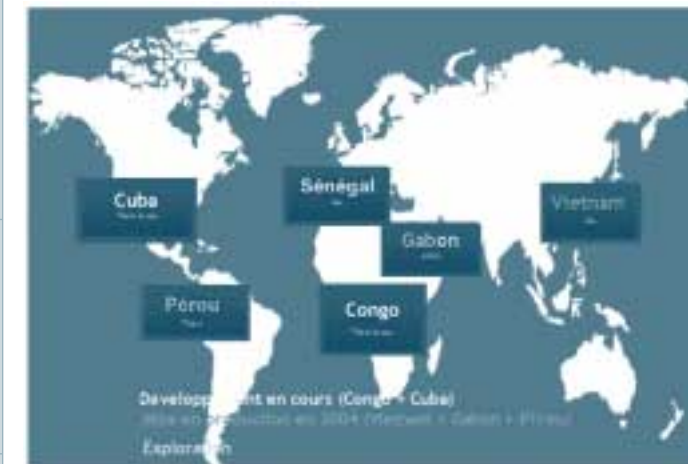 Cuba
Sénégal
Vietnam
Gabon
Pérou
Congo
Développement en cours (Congo + Cuba)
en production en 2004 (Vietnam + Gabon + Pérou)
Exploration